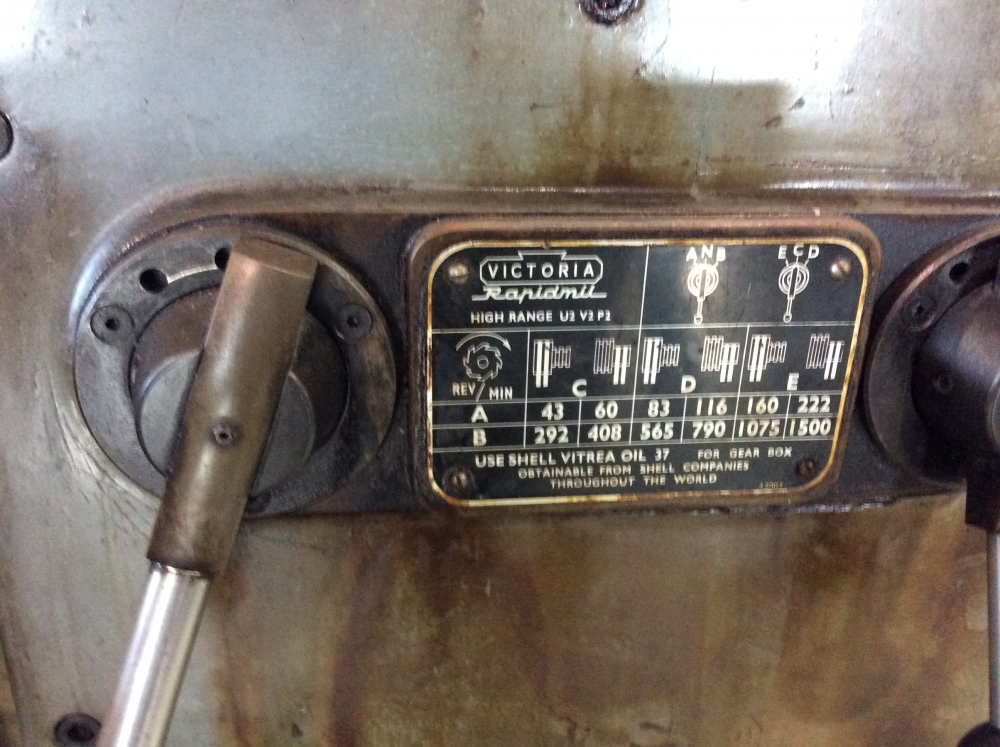 VICTORIA
Rapidmil
HIGH RANGE U2 V2 P2
A N B
E C D
REV/MIN
C D E
A 43 60 83 116 160 222
B 292 408 565 790 1075 1500
USE SHELL VITREA OIL 37 FOR GEAR BOX
OBTAINABLE FROM SHELL COMPANIES
THROUGHOUT THE WORLD